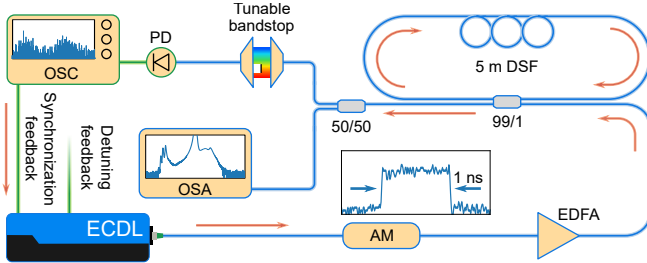 Tunable
bandstop
PD
OSC
5 m DSF
50/50
99/1
Synchronization
feedback
Detuning
feedback
OSA
1 ns
ECDL
AM
EDFA